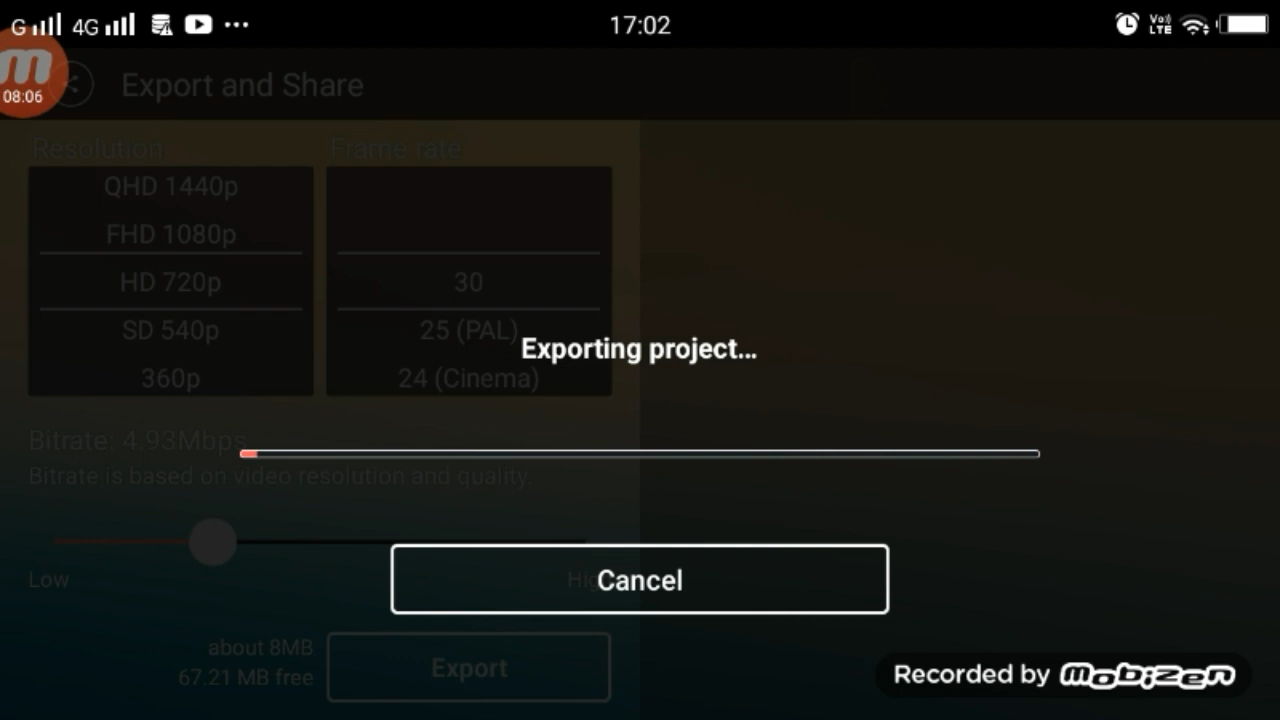 G 4G 17:02 Vo)) LTE
m
08:06
Export and Share
Resolution Frame rate
QHD 1440p
FHD 1080p
HD 720p 30
SD 540p 25 (PAL)
360p 24 (Cinema)
Exporting project...
Bitrate: 4.93Mbps
Bitrate is based on video resolution and quality.
Low
Cancel
about 8MB
67.21 MB free
Export
Recorded by mobizen